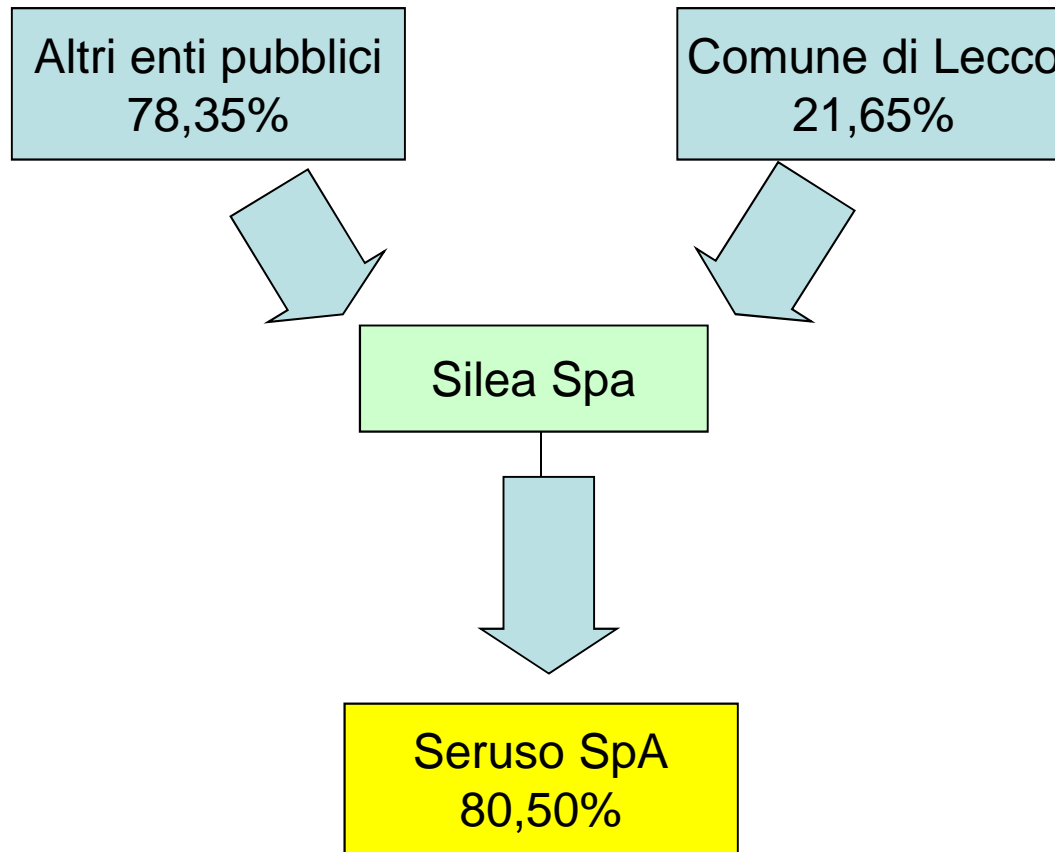 Altri enti pubblici
78,35%
Comune di Lecco
21,65%
Silea Spa
Seruso SpA
80,50%